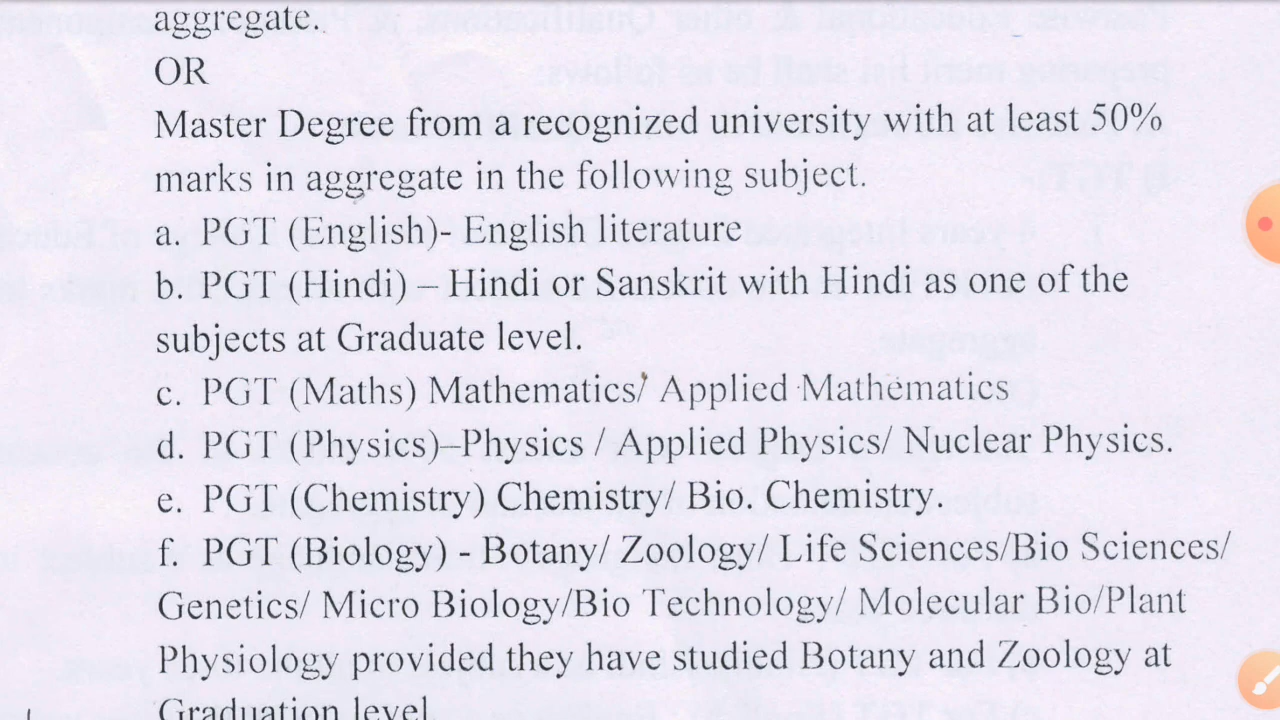 aggregate.
OR
Master Degree from a recognized university with at least 50%
marks in aggregate in the following subject.
a. PGT (English)- English literature
b. PGT (Hindi) – Hindi or Sanskrit with Hindi as one of the
subjects at Graduate level.
c. PGT (Maths) Mathematics/ Applied Mathematics
d. PGT (Physics)–Physics / Applied Physics/ Nuclear Physics.
e. PGT (Chemistry) Chemistry/ Bio. Chemistry.
f. PGT (Biology) - Botany/ Zoology/ Life Sciences/Bio Sciences/
Genetics/ Micro Biology/Bio Technology/ Molecular Bio/Plant
Physiology provided they have studied Botany and Zoology at
Graduation level